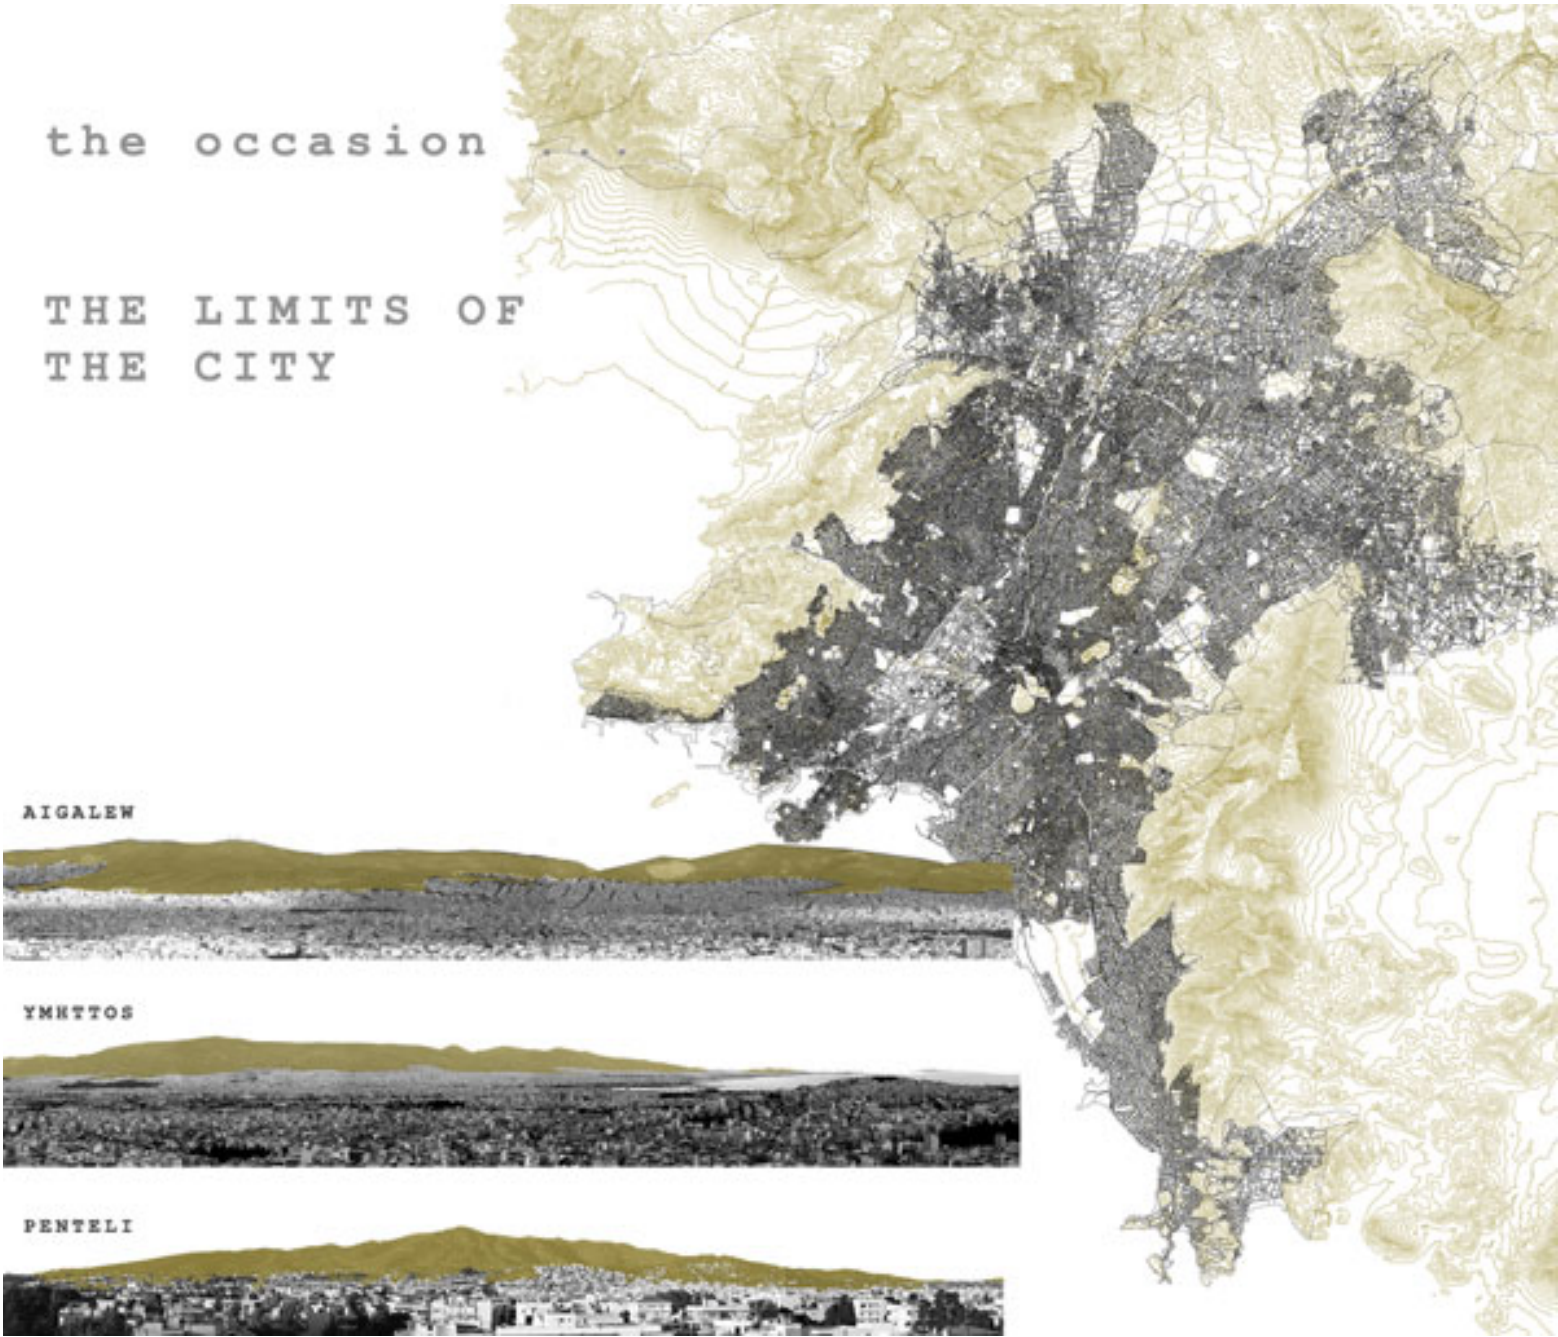 the occasion ...
THE LIMITS OF
THE CITY
AIGALEW
YMHTTOS
PENTELI